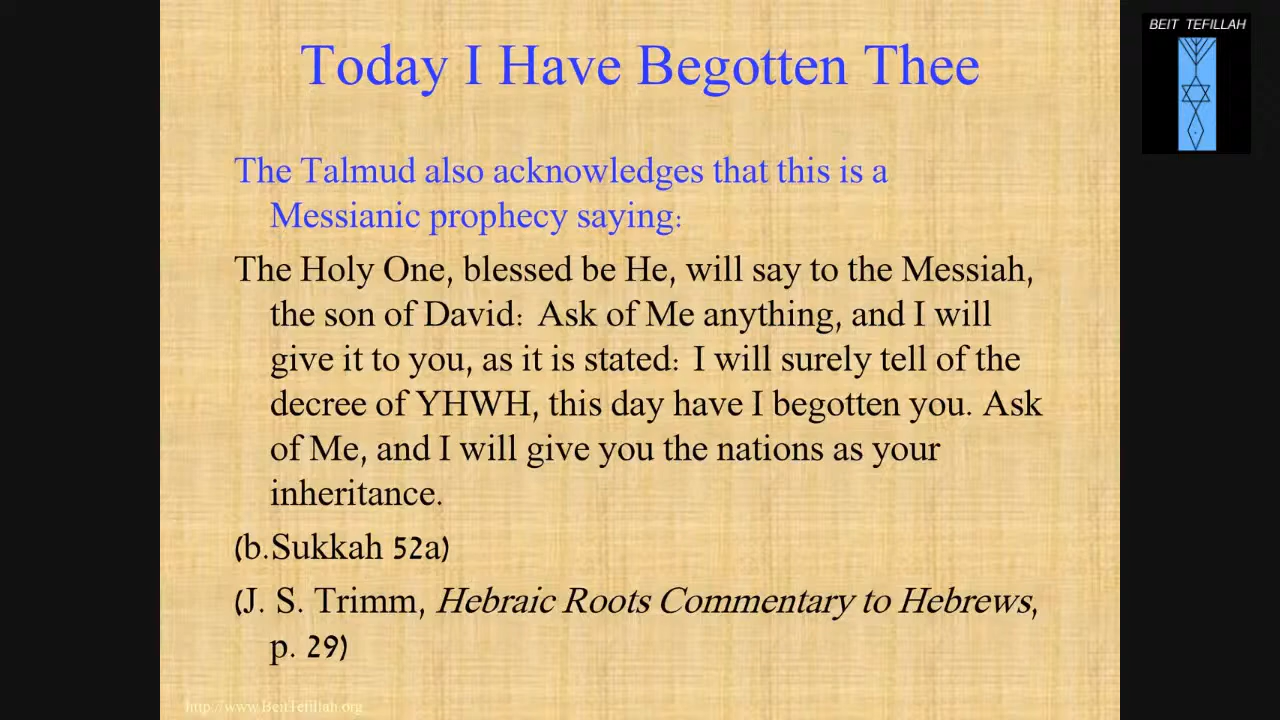 BEIT TEFILLAH
Today I Have Begotten Thee
The Talmud also acknowledges that this is a
Messianic prophecy saying:
The Holy One, blessed be He, will say to the Messiah,
the son of David: Ask of Me anything, and I will
give it to you, as it is stated: I will surely tell of the
decree of YHWH, this day have I begotten you. Ask
of Me, and I will give you the nations as your
inheritance.
(b.Sukkah 52a)
(J. S. Trimm, Hebraic Roots Commentary to Hebrews,
p. 29)
http://www.BeitTefillah.org